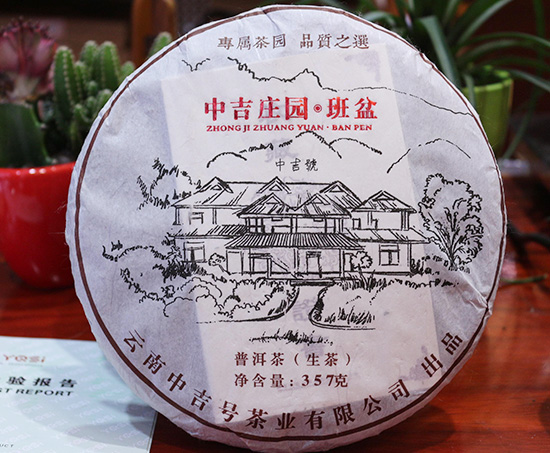 專属茶园 品質之選
中吉庄园·班盆
ZHONG JI ZHUANG YUAN · BAN PEN
中吉號
普洱茶（生茶）
净含量：357克
云南中吉号茶业有限公司 出品
验报告
ST REPORT